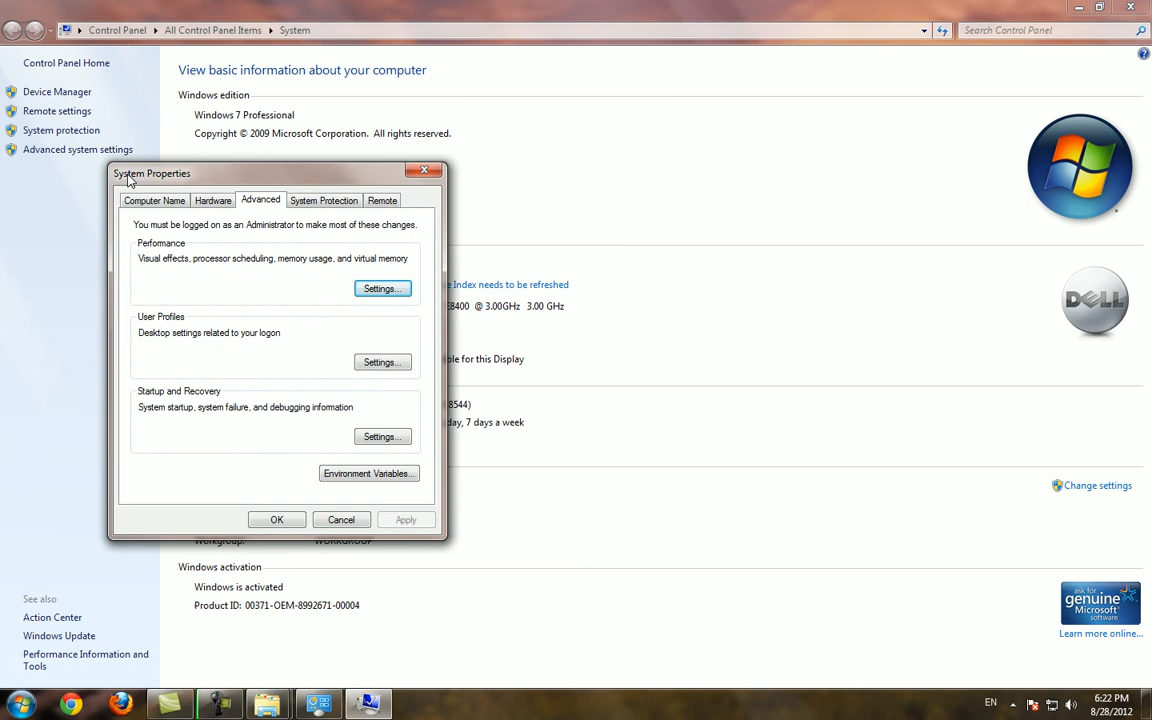 Control Panel
All Control Panel Items
System
Search Control Panel
Control Panel Home
Device Manager
Remote settings
System protection
Advanced system settings
View basic information about your computer
Windows edition
Windows 7 Professional
Copyright © 2009 Microsoft Corporation. All rights reserved.
System Properties
Computer Name
Hardware
Advanced
System Protection
Remote
You must be logged on as an Administrator to make most of these changes.
Performance
Visual effects, processor scheduling, memory usage, and virtual memory
Settings...
User Profiles
Desktop settings related to your logon
Settings...
Startup and Recovery
System startup, system failure, and debugging information
Settings...
Environment Variables...
OK
Cancel
Apply
e Index needs to be refreshed
E8400 @ 3.00GHz 3.00 GHz
ble for this Display
8544)
day, 7 days a week
DELL
Change settings
Workgroup: WORKGROUP
Windows activation
Windows is activated
Product ID: 00371-OEM-8992671-00004
ask for
genuine
Microsoft
software
Learn more online...
See also
Action Center
Windows Update
Performance Information and
Tools
EN
6:22 PM
8/28/2012